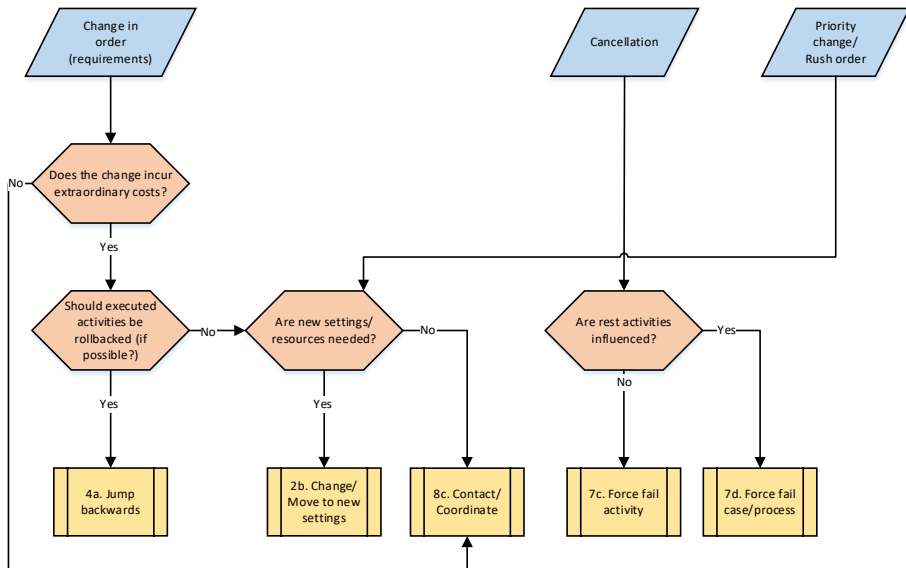 Change in
order
(requirements)
Cancellation
Priority
change/
Rush order
No
Does the change incur
extraordinary costs?
Yes
Should executed
activities be
rollbacked (if
possible?)
No
Are new settings/
resources needed?
No
Are rest activities
influenced?
Yes
Yes
Yes
No
4a. Jump
backwards
2b. Change/
Move to new
settings
8c. Contact/
Coordinate
7c. Force fail
activity
7d. Force fail
case/process